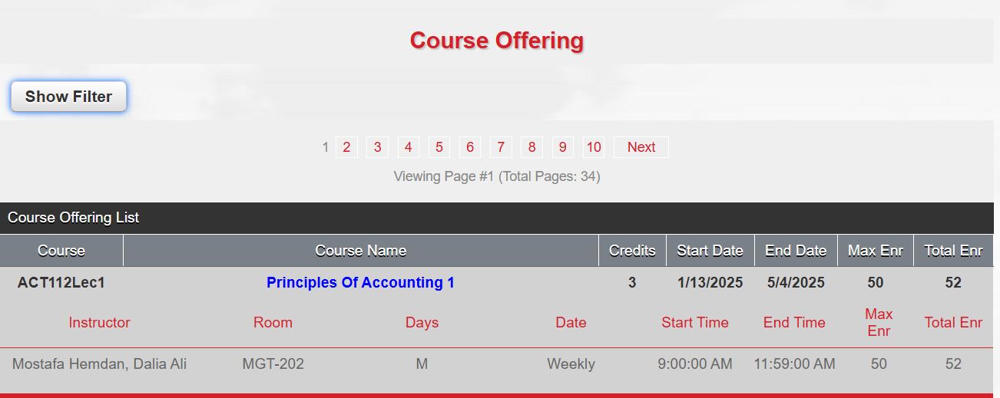 Course Offering
Show Filter
1 2 3 4 5 6 7 8 9 10 Next
Viewing Page #1 (Total Pages: 34)
Course Offering List
Course Course Name Credits Start Date End Date Max Enr Total Enr
ACT112Lec1 Principles Of Accounting 1 3 1/13/2025 5/4/2025 50 52
Instructor Room Days Date Start Time End Time Max Enr Total Enr
Mostafa Hemdan, Dalia Ali MGT-202 M Weekly 9:00:00 AM 11:59:00 AM 50 52